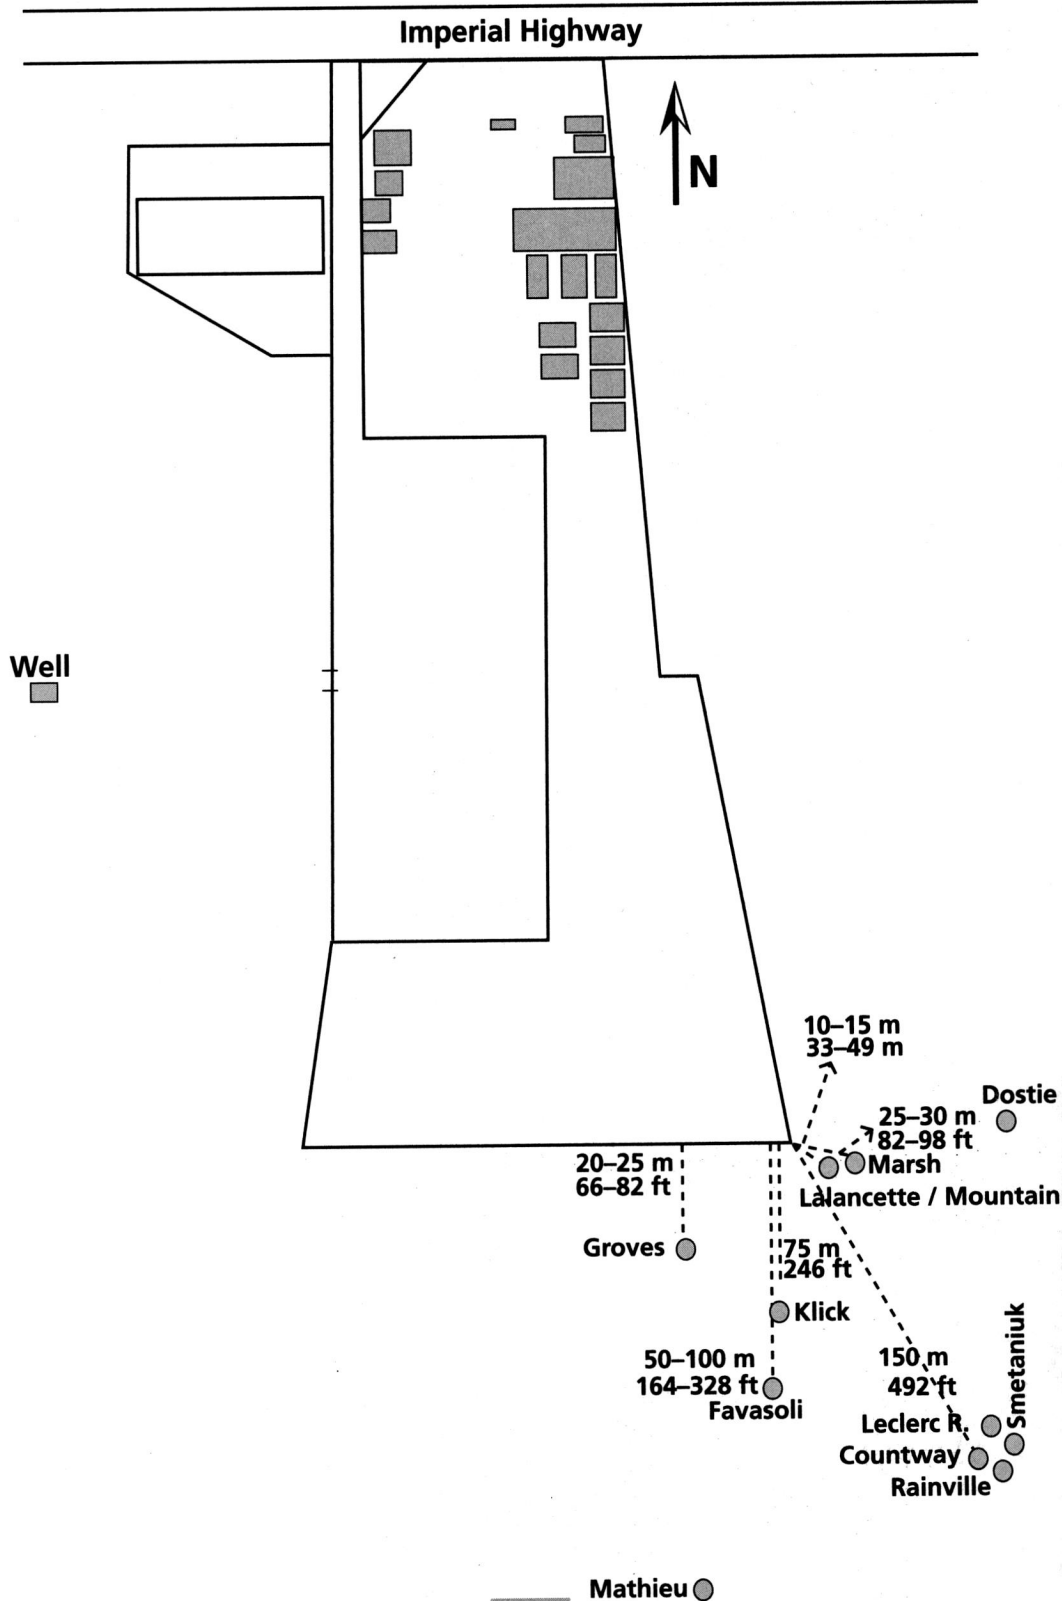 Imperial Highway
N
Well
10–15 m
33–49 m
Dostie
25–30 m
82–98 ft
Marsh
Lalancette / Mountain
20–25 m
66–82 ft
Groves
75 m
246 ft
Klick
50–100 m
164–328 ft
Favasoli
150 m
492 ft
Smetaniuk
Leclerc R.
Countway
Rainville
Mathieu